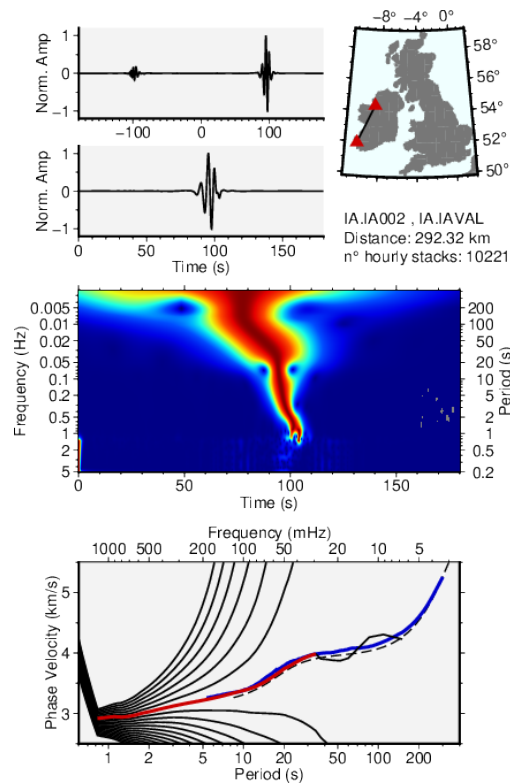 Norm. Amp
1
0
−1
−100 0 100
Norm. Amp
1
0
−1
0 50 100 150
Time (s)
−8° −4° 0°
58°
56°
54°
52°
50°
IA.IA002 , IA.IAVAL
Distance: 292.32 km
n° hourly stacks: 10221
Frequency (Hz)
0.005
0.01
0.02
0.05
0.1
0.2
0.5
1
2
5
200
100
50
20
10
5
2
1
0.5
0.2
Period (s)
0 50 100 150
Time (s)
Frequency (mHz)
1000 500 200 100 50 20 10 5
Phase Velocity (km/s)
5
4
3
1 2 5 10 20 50 100 200
Period (s)